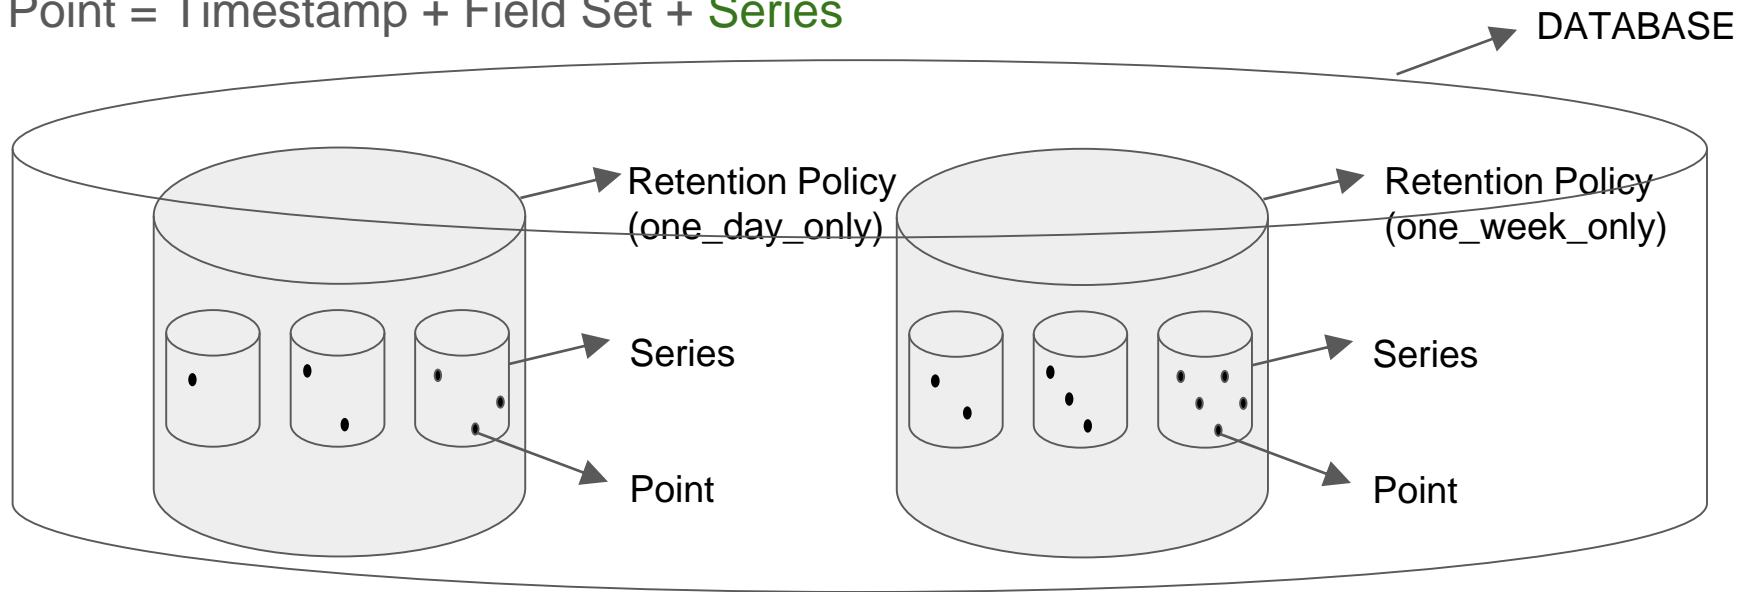 Point = Timestamp + Field Set + Series
DATABASE
Retention Policy
(one_day_only)
Retention Policy
(one_week_only)
Series
Series
Point
Point